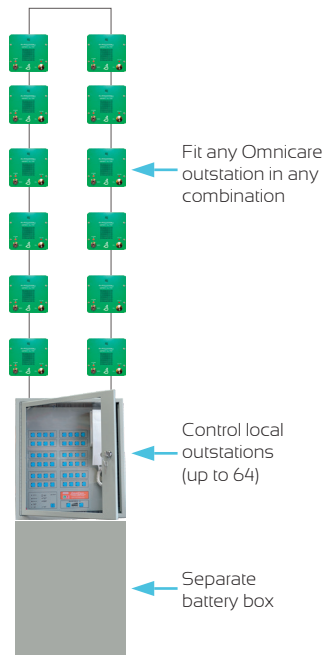 Fit any Omnicare
outstation in any
combination
Control local
outstations
(up to 64)
Separate
battery box